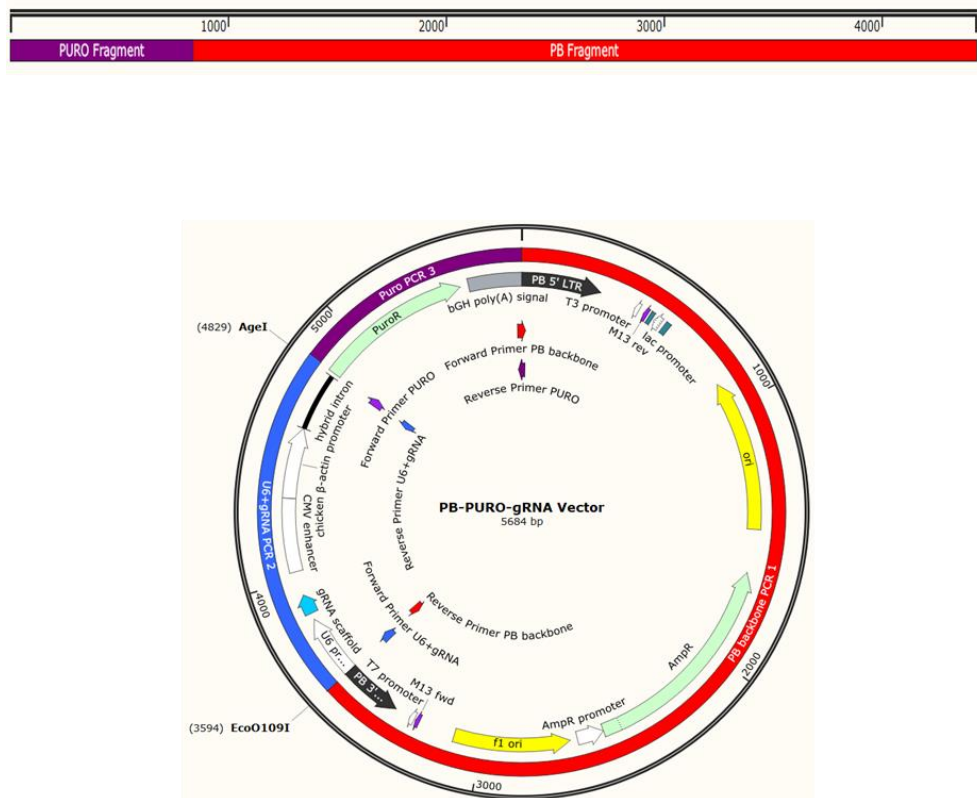 1000
2000
3000
4000
PURO Fragment
PB Fragment
Puro PCR 3
PB 5' LTR
bGH poly(A) signal
T3 promoter
PuroR
5000
(4829) AgeI
M13 rev
lac promoter
Forward Primer PB backbone
Reverse Primer PURO
1000
hybrid intron
Forward Primer PURO
chicken β-actin promoter
Reverse Primer U6+gRNA
ori
CMV enhancer
U6+gRNA PCR 2
PB-PURO-gRNA Vector
5684 bp
4000
gRNA scaffold
Forward Primer U6+gRNA
Reverse Primer PB backbone
PB backbone PCR 1
U6 pr...
AmpR
PB 3'...
T7 promoter
M13 fwd
2000
(3594) EcoO109I
AmpR promoter
f1 ori
3000